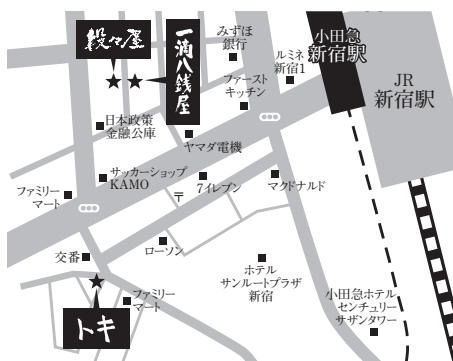 段々屋
一滴八銭屋
みずほ
銀行
小田急
新宿駅
ルミネ
新宿1
JR
新宿駅
ファースト
キッチン
日本政策
金融公庫
ヤマダ電機
サッカーショップ
KAMO
7イレブン
マクドナルド
ファミリー
マート
〒
ローソン
交番
ホテル
サンルートプラザ
新宿
ファミリー
マート
小田急ホテル
センチュリー
サザンタワー
トキ